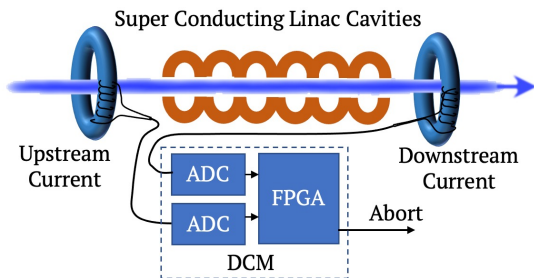 Super Conducting Linac Cavities
Upstream
Current
Downstream
Current
ADC
ADC
FPGA
Abort
DCM